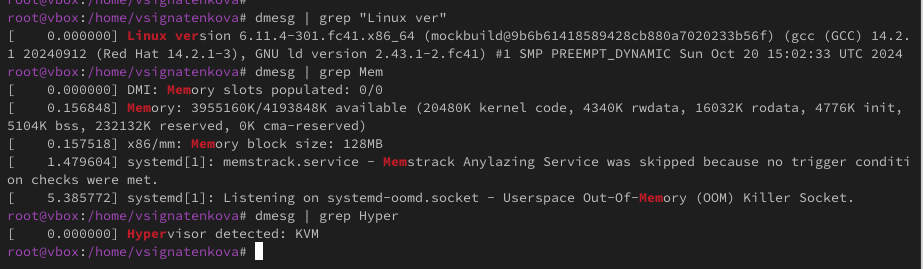 root@vbox:/home/vsignatenkova# dmesg | grep "Linux ver"
[    0.000000] Linux version 6.11.4-301.fc41.x86_64 (mockbuild@9b6b61418589428cb880a7020233b56f) (gcc (GCC) 14.2.
1 20240912 (Red Hat 14.2.1-3), GNU ld version 2.43.1-2.fc41) #1 SMP PREEMPT_DYNAMIC Sun Oct 20 15:02:33 UTC 2024
root@vbox:/home/vsignatenkova# dmesg | grep Mem
[    0.000000] DMI: Memory slots populated: 0/0
[    0.156848] Memory: 3955160K/4193848K available (20480K kernel code, 4340K rwdata, 16032K rodata, 4776K init,
5104K bss, 232132K reserved, 0K cma-reserved)
[    0.157518] x86/mm: Memory block size: 128MB
[    1.479604] systemd[1]: memstrack.service - Memstrack Anylazing Service was skipped because no trigger conditi
on checks were met.
[    5.385772] systemd[1]: Listening on systemd-oomd.socket - Userspace Out-Of-Memory (OOM) Killer Socket.
root@vbox:/home/vsignatenkova# dmesg | grep Hyper
[    0.000000] Hypervisor detected: KVM
root@vbox:/home/vsignatenkova#